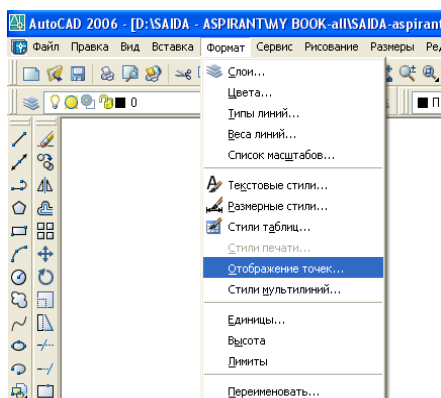 AutoCAD 2006 - [D:\SAIDA - ASPIRANT\MY BOOK-all\SAIDA-aspirant
Файл Правка Вид Вставка Формат Сервис Рисование Размеры Ред
0
П
Слои...
Цвета...
Типы линий...
Веса линий...
Список масштабов...
Текстовые стили...
Размерные стили...
Стили таблиц...
Стили печати...
Отображение точек...
Стили мультилиний...
Единицы...
Высота
Лимиты
Переименовать...